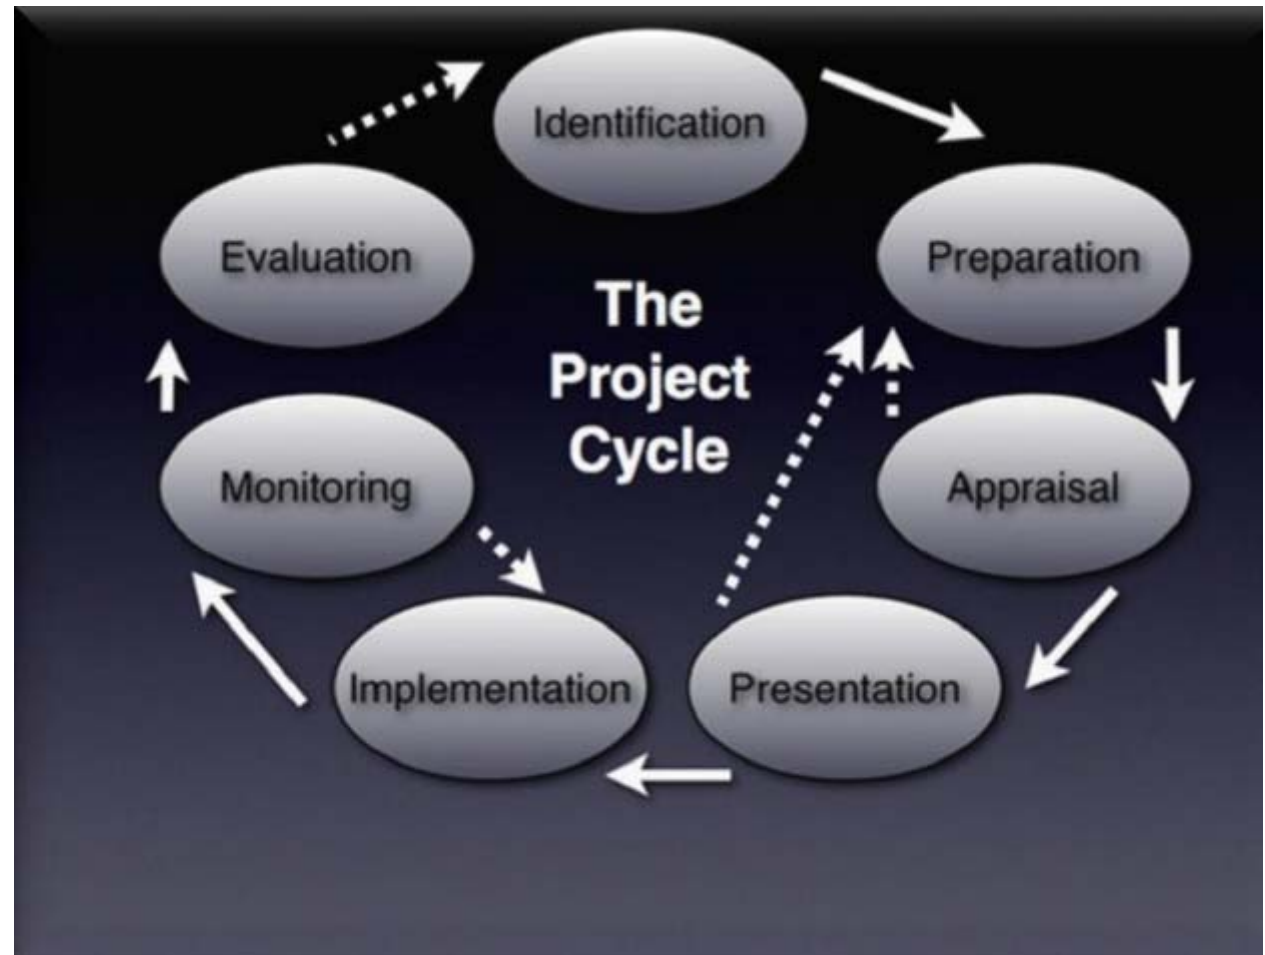 Identification
Evaluation
Preparation
The
Project
Cycle
Monitoring
Appraisal
Implementation
Presentation